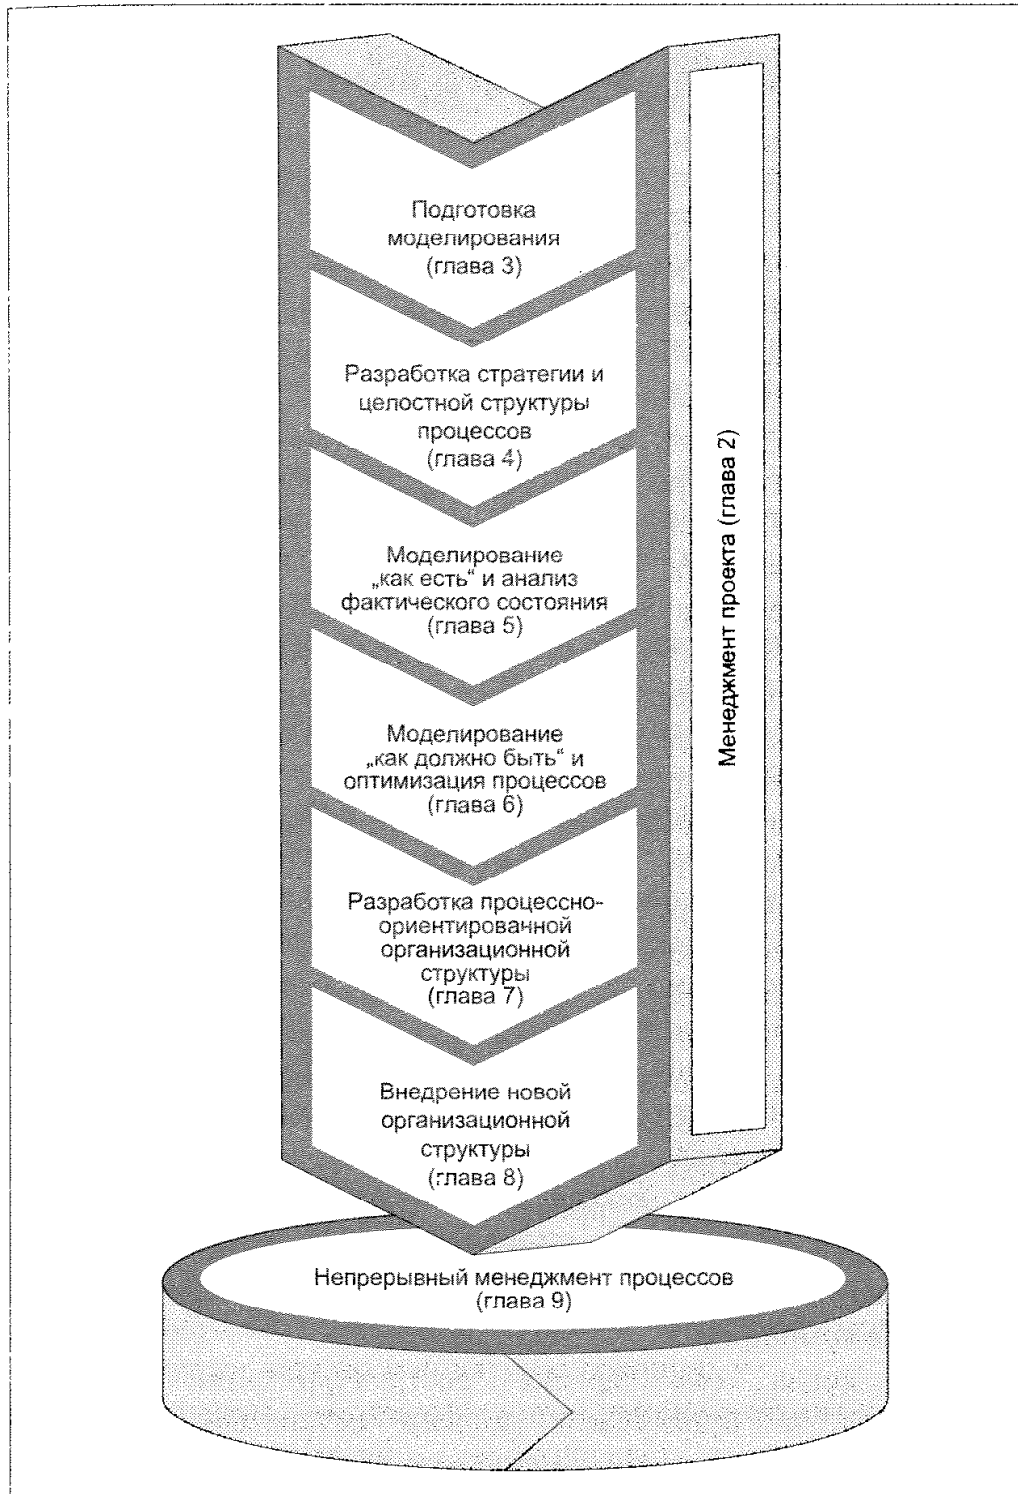 Подготовка
моделирования
(глава 3)
Разработка стратегии и
целостной структуры
процессов
(глава 4)
Моделирование
„как есть“ и анализ
фактического состояния
(глава 5)
Моделирование
„как должно быть“ и
оптимизация процессов
(глава 6)
Разработка процессно-
ориентированной
организационной
структуры
(глава 7)
Внедрение новой
организационной
структуры
(глава 8)
Менеджмент проекта (глава 2)
Непрерывный менеджмент процессов
(глава 9)